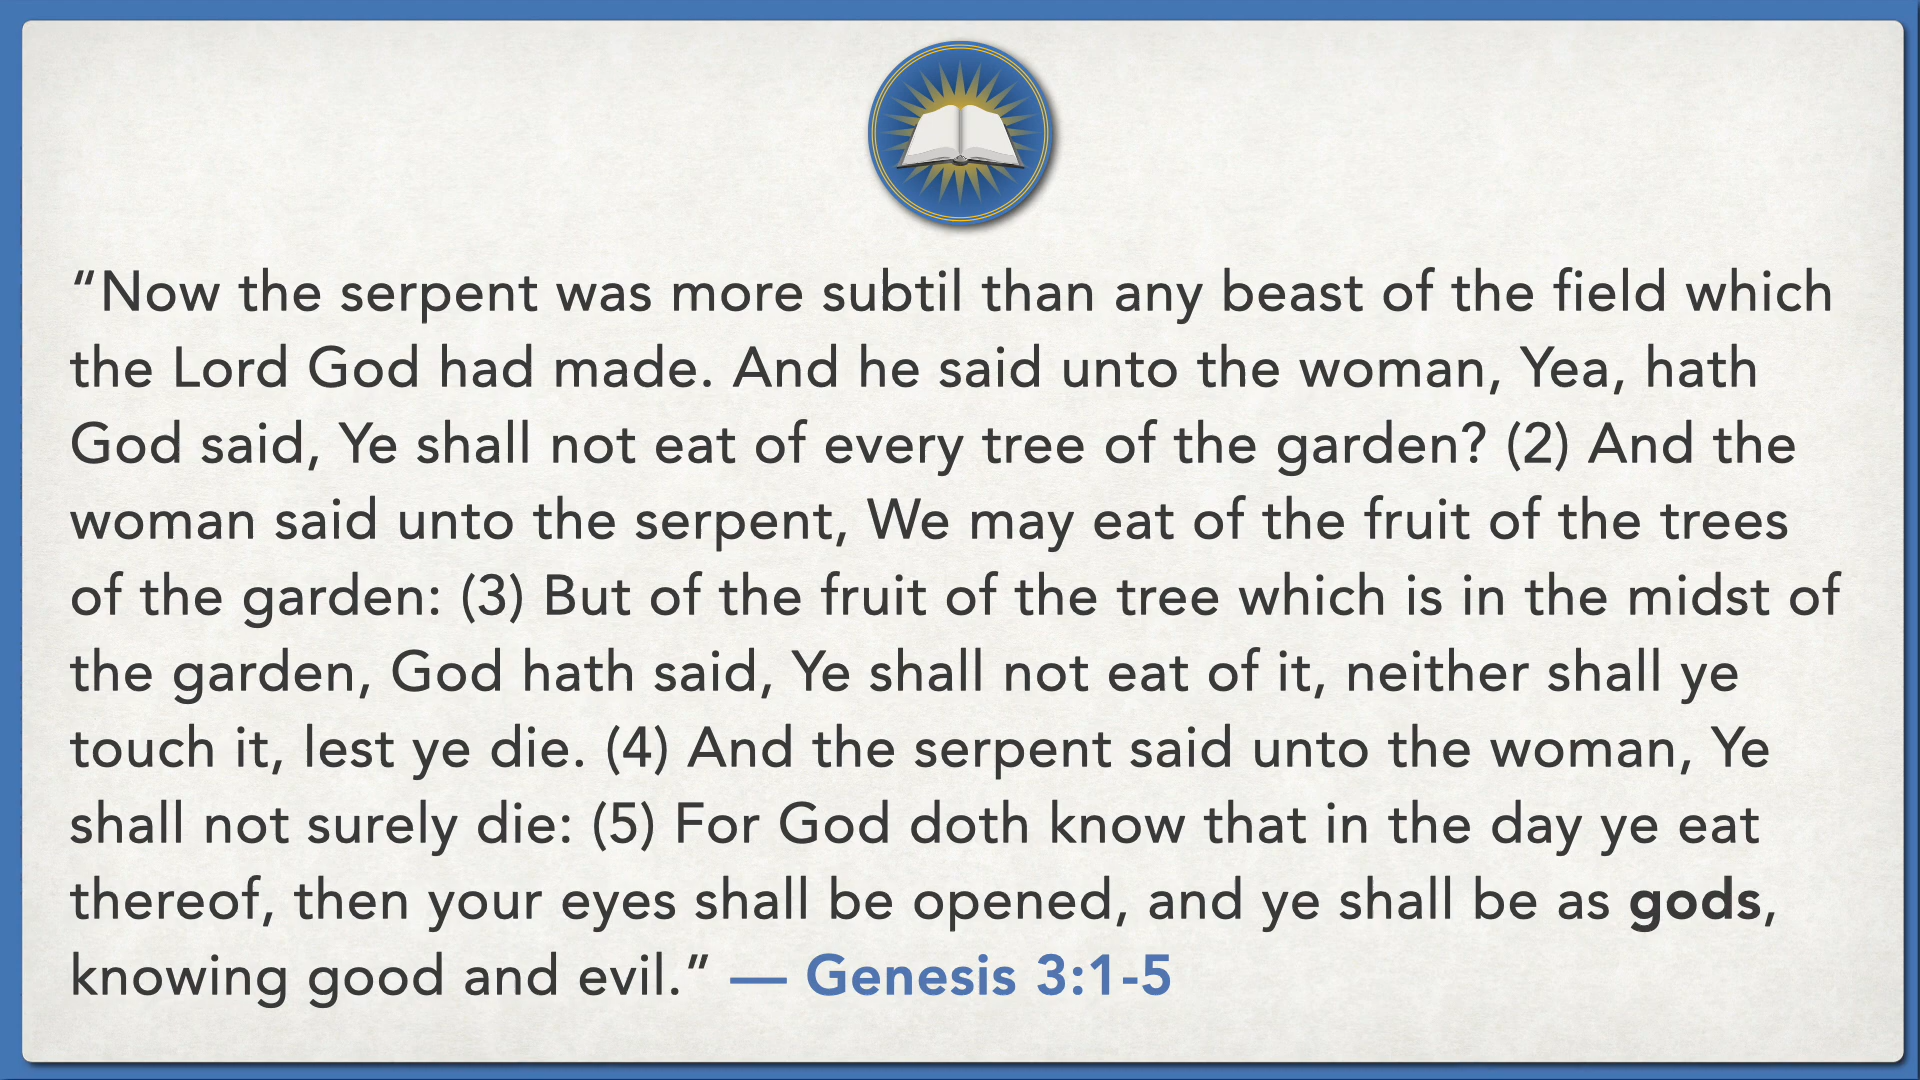 “Now the serpent was more subtil than any beast of the field which
the Lord God had made. And he said unto the woman, Yea, hath
God said, Ye shall not eat of every tree of the garden? (2) And the
woman said unto the serpent, We may eat of the fruit of the trees
of the garden: (3) But of the fruit of the tree which is in the midst of
the garden, God hath said, Ye shall not eat of it, neither shall ye
touch it, lest ye die. (4) And the serpent said unto the woman, Ye
shall not surely die: (5) For God doth know that in the day ye eat
thereof, then your eyes shall be opened, and ye shall be as gods,
knowing good and evil.” — Genesis 3:1-5